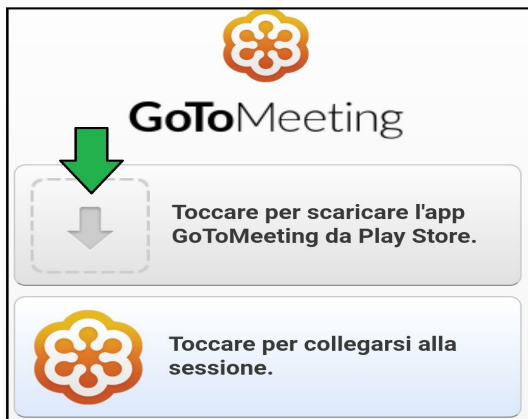 GoToMeeting
Toccare per scaricare l'app
GoToMeeting da Play Store.
Toccare per collegarsi alla
sessione.